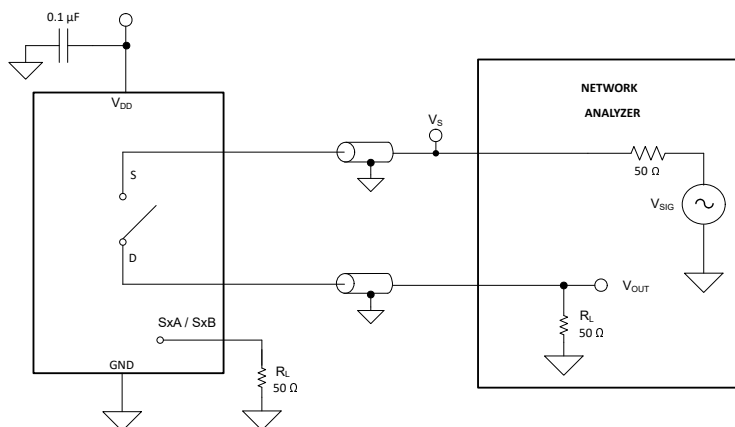 0.1 µF
V_DD
S
D
SxA / SxB
GND
R_L
50 Ω
V_S
NETWORK
ANALYZER
50 Ω
V_SIG
V_OUT
R_L
50 Ω